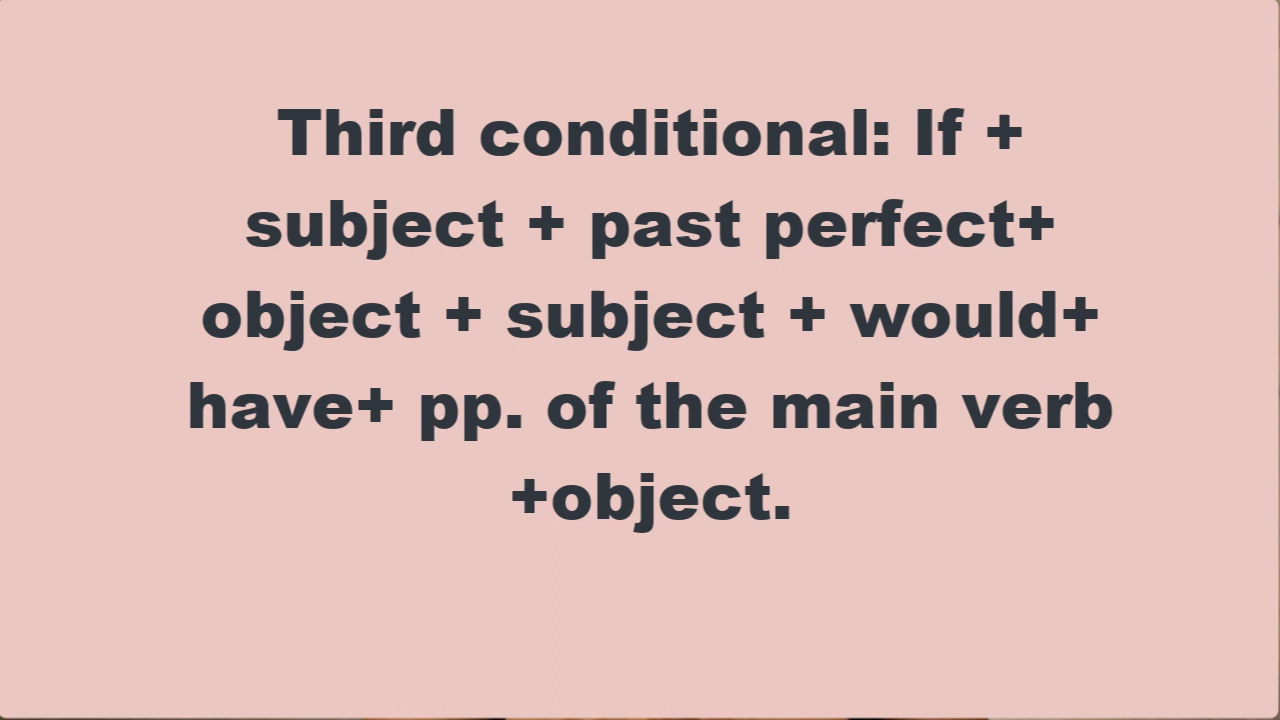 Third conditional: If +
subject + past perfect+
object + subject + would+
have+ pp. of the main verb
+object.